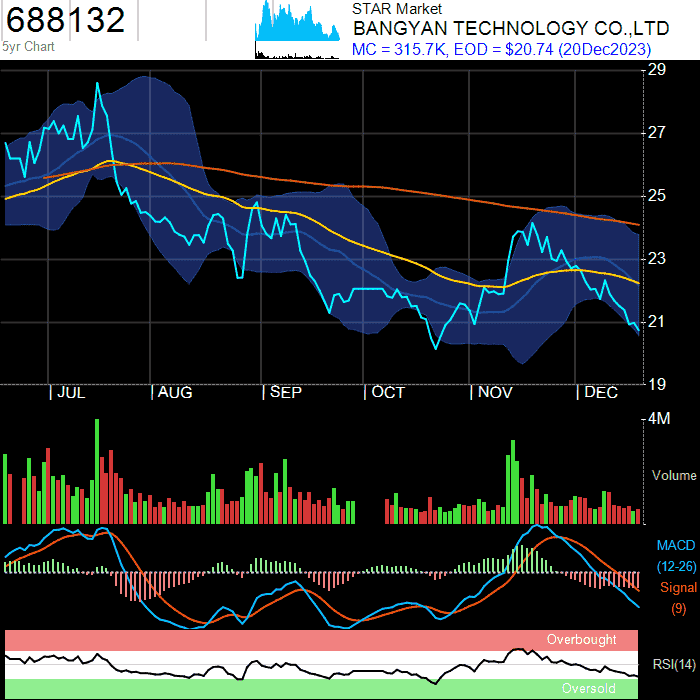 688132
5yr Chart
STAR Market
BANGYAN TECHNOLOGY CO.,LTD
MC = 315.7K, EOD = $20.74 (20Dec2023)
29
27
25
23
21
19
| JUL | AUG | SEP | OCT | NOV | DEC
4M
Volume
MACD
(12-26)
Signal
(9)
Overbought
RSI(14)
Oversold